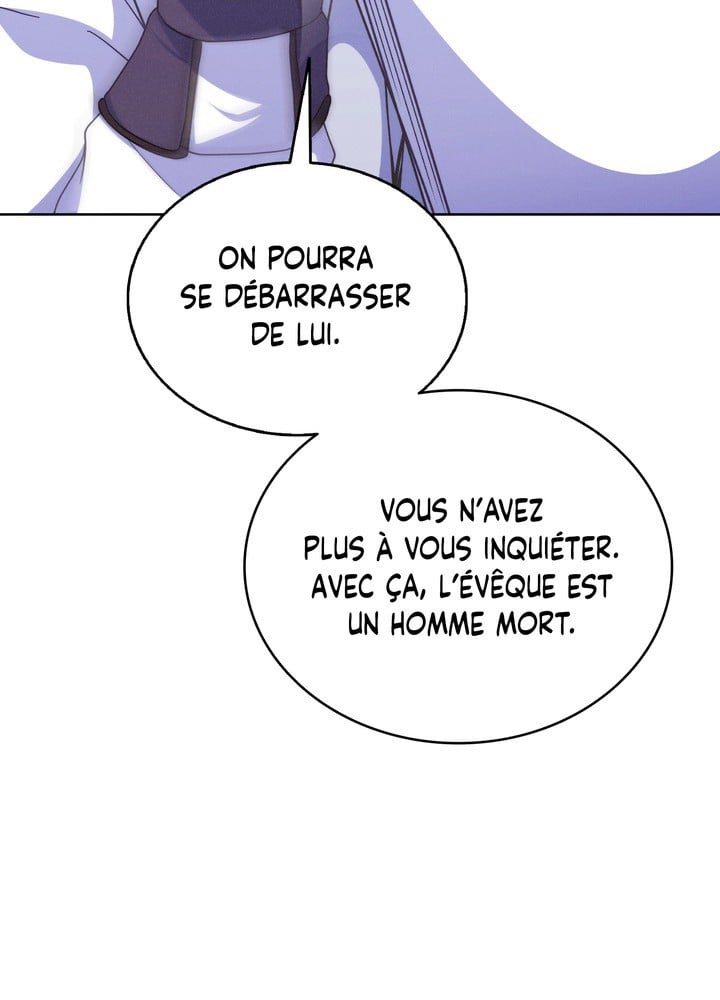 ON POURRA
SE DÉBARRASSER
DE LUI.
VOUS N'AVEZ
PLUS À VOUS INQUIÉTER.
AVEC ÇA, L'ÉVÊQUE EST
UN HOMME MORT.